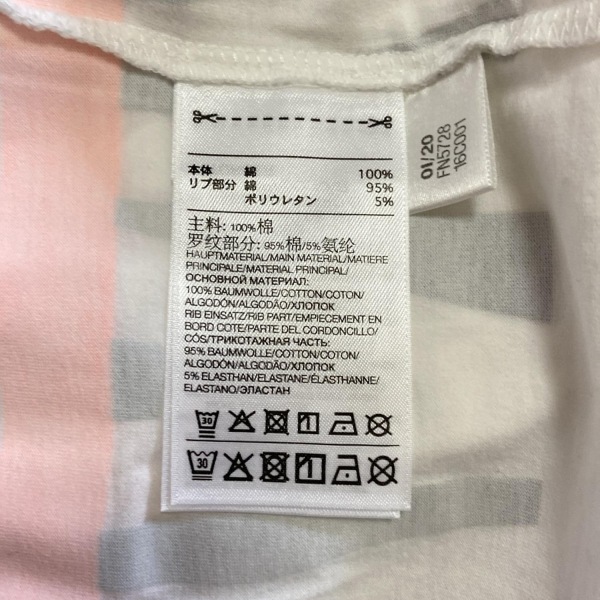 本体 綿 100%
リブ部分 綿 95%
ポリウレタン 5%
主料: 100%棉
罗纹部分: 95%棉/5%氨纶
HAUPTMATERIAL/MAIN MATERIAL/MATIERE
PRINCIPALE/MATERIAL PRINCIPAL/
ОСНОВНОЙ МАТЕРИАЛ:
100% BAUMWOLLE/COTTON/COTON/
ALGODÓN/ALGODÃO/ХЛОПОК
RIB EINSATZ/RIB PART/EMPIECEMENT EN
BORD COTE/PARTE DEL CORDONCILLO/
CÓS/ТРИКОТАЖНАЯ ЧАСТЬ:
95% BAUMWOLLE/COTTON/COTON/
ALGODÓN/ALGODÃO/ХЛОПОК
5% ELASTHAN/ELASTANE/ÉLASTHANNE/
ELASTANO/ЭЛАСТАН
30
30
01/20
FN5728
16C001